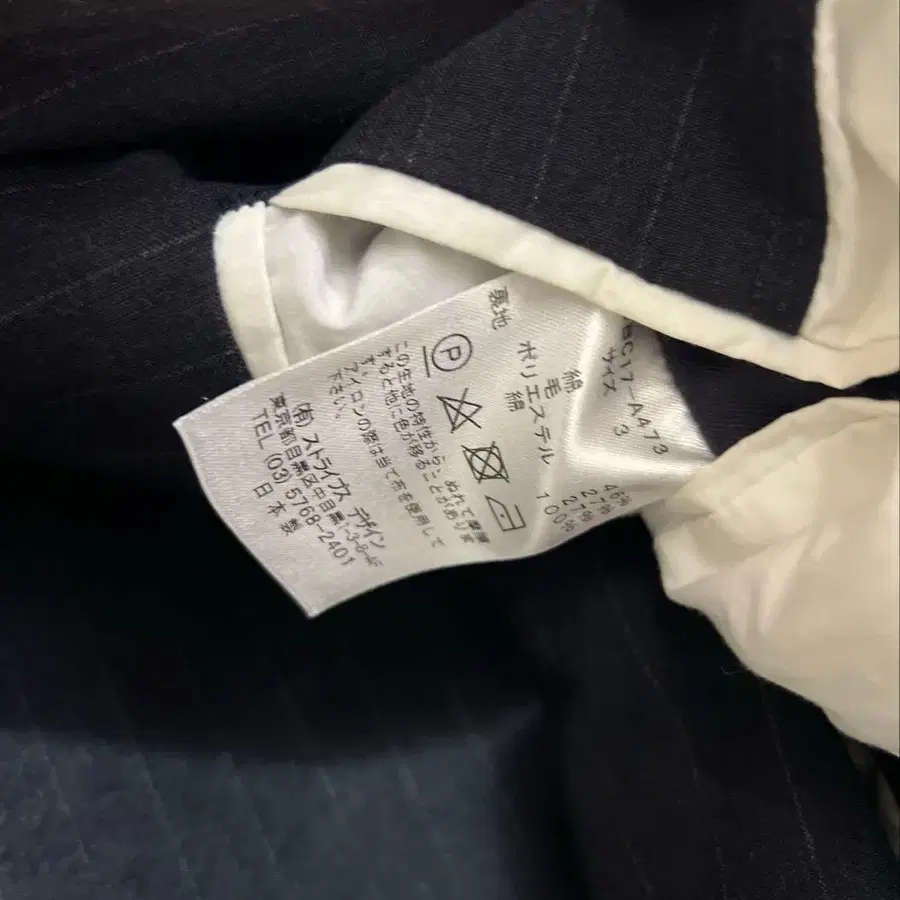 BC17-A473
サイズ 3
綿 46%
毛 27%
ポリエステル 27%
裏地 綿 100%
P
この生地の特性から、ぬれて摩擦
すると他に色が移ることがありま
す。
アイロンの際は当て布を使用して
下さい。
(有)ストライブス デザイン
東京都目黒区中目黒
TEL (03) 5768-2401
日本製